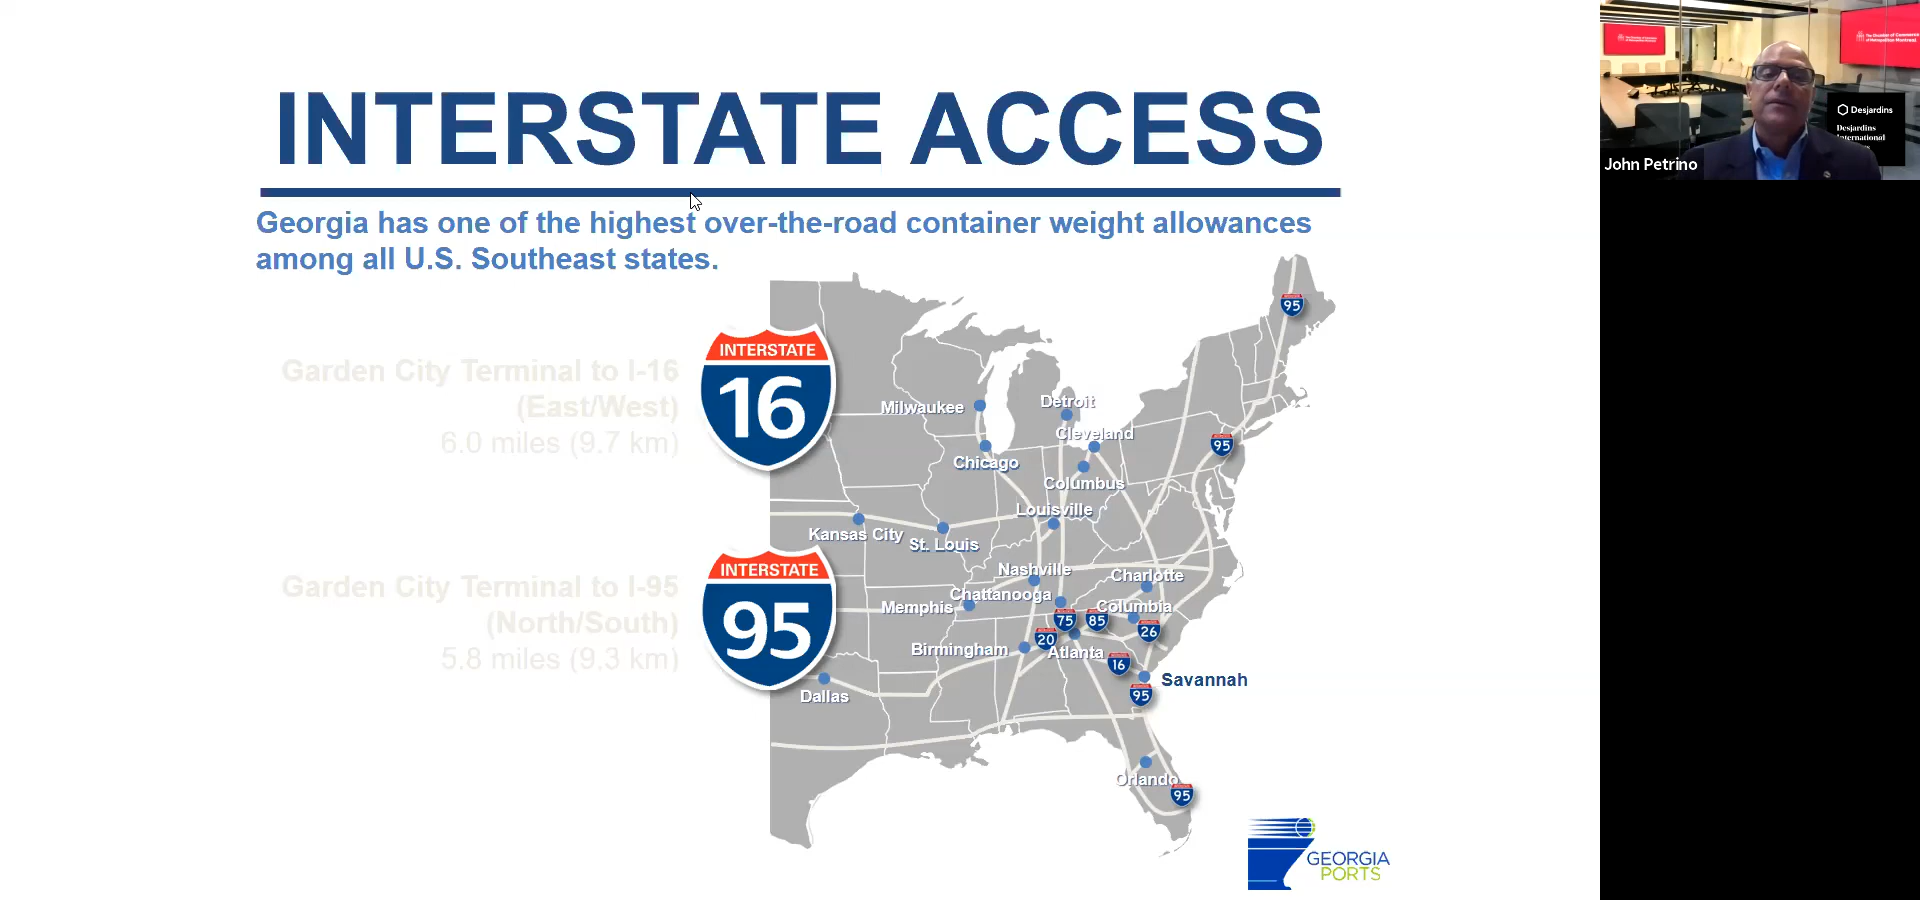 INTERSTATE ACCESS
Georgia has one of the highest over-the-road container weight allowances
among all U.S. Southeast states.
Garden City Terminal to I-16
(East/West)
6.0 miles (9.7 km)
INTERSTATE
16
Garden City Terminal to I-95
(North/South)
5.8 miles (9.3 km)
INTERSTATE
95
95
95
Milwaukee
Detroit
Cleveland
Chicago
Columbus
Louisville
Kansas City
St. Louis
Nashville
Charlotte
Chattanooga
Memphis
Columbia
75
85
26
20
Birmingham
Atlanta
16
Savannah
95
Dallas
Orlando
95
GEORGIA
PORTS
John Petrino
Desjardins
Desjardins
International